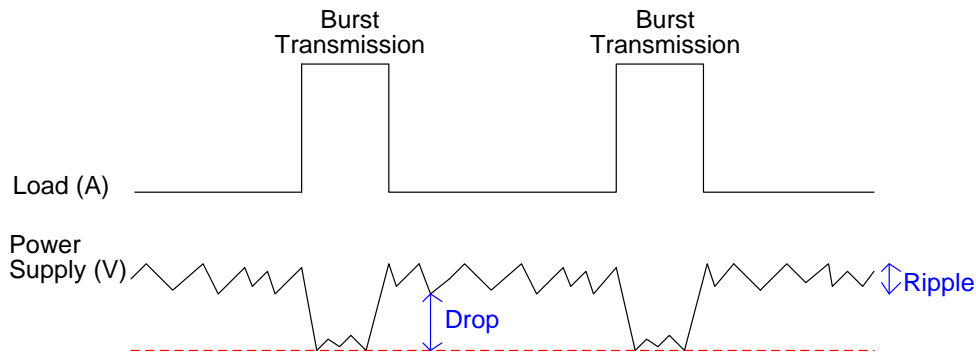 Burst
Transmission
Burst
Transmission
Load (A)
Power
Supply (V)
Ripple
Drop